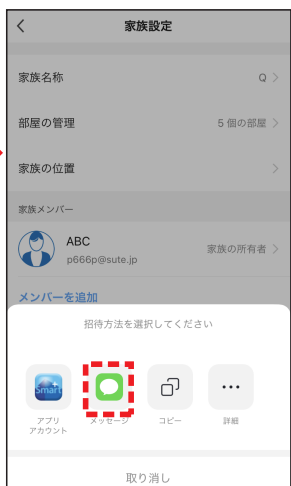 家族設定
家族名称 Q
部屋の管理 5 個の部屋
家族の位置
家族メンバー
ABC
p666p@sute.jp
家族の所有者
メンバーを追加
招待方法を選択してください
Smart
アプリ
アカウント
メッセージ
コピー
詳細
取り消し